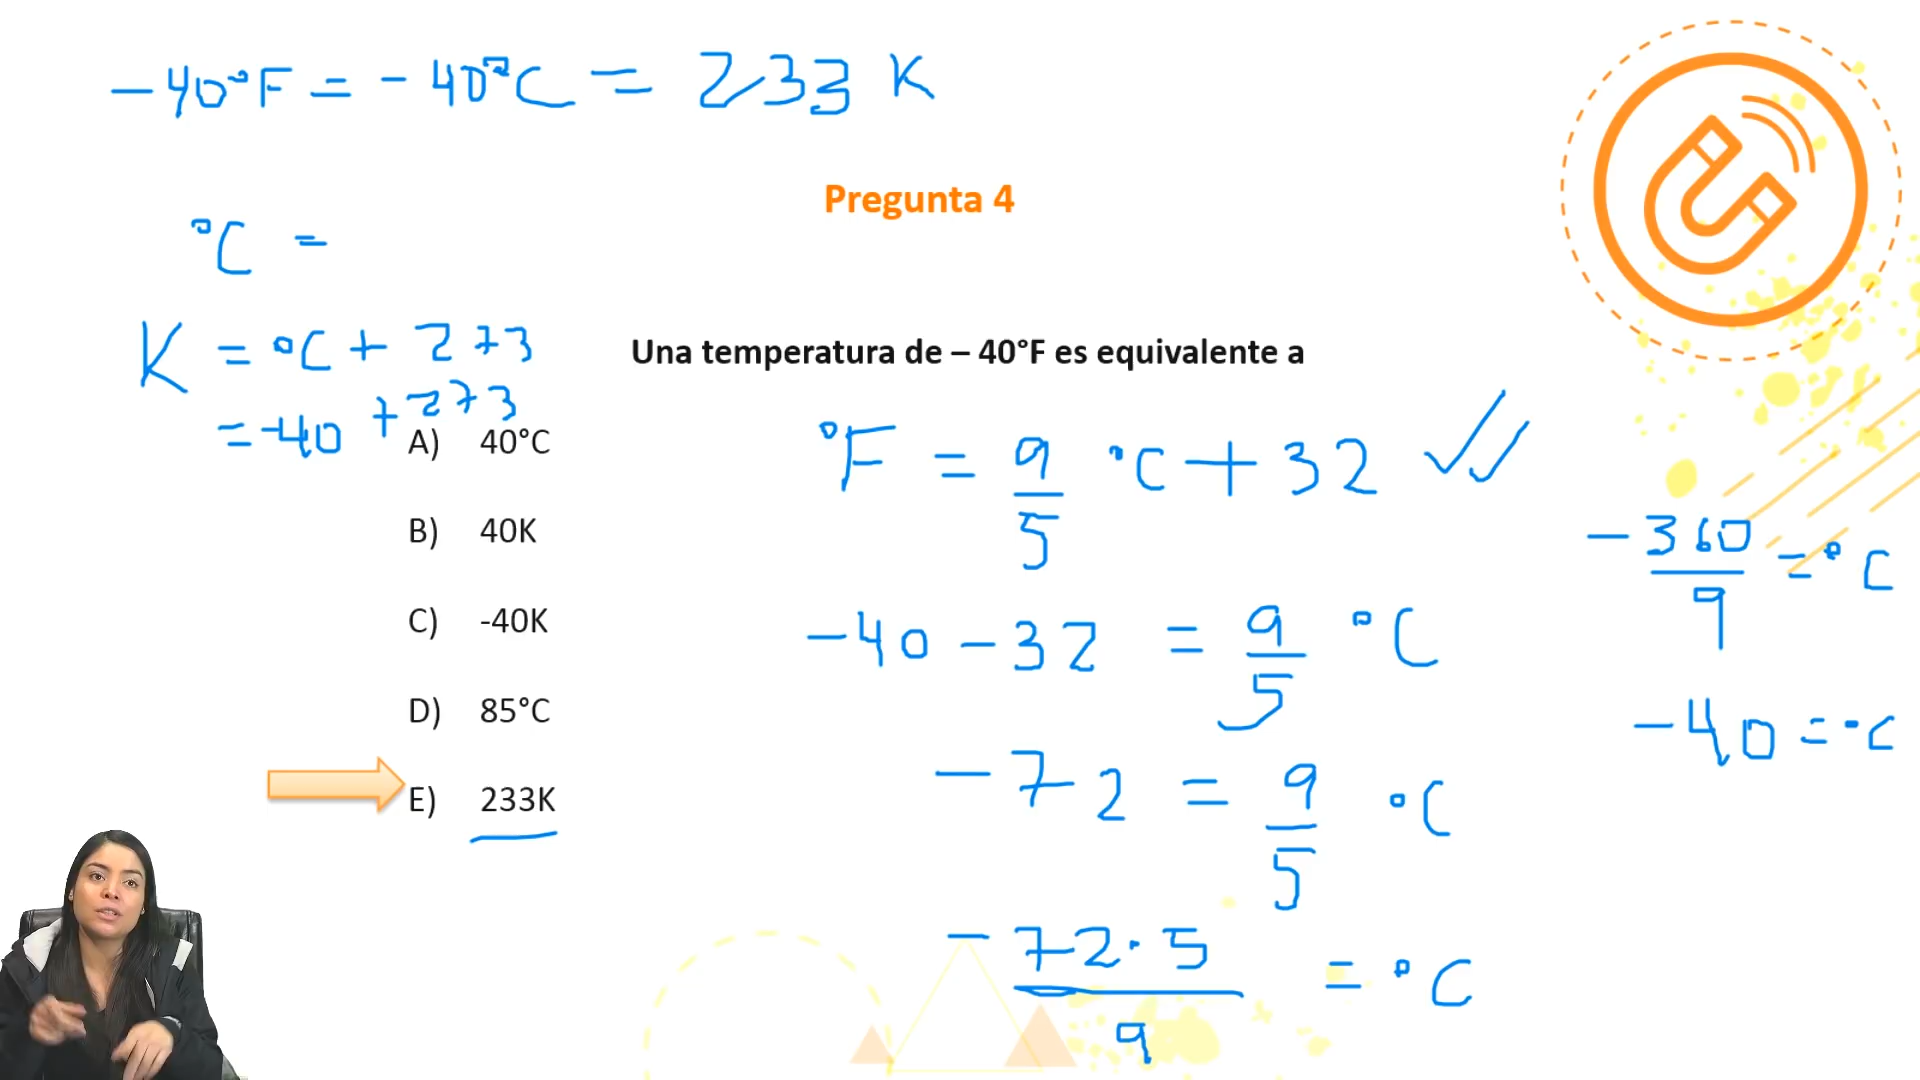 -40°F = -40°C = 233 K
Pregunta 4
°C =
K = °C + 273
= -40 + 273
Una temperatura de – 40°F es equivalente a
A) 40°C
B) 40K
C) -40K
D) 85°C
E) 233K
°F = 9/5 °C + 32
-40 - 32 = 9/5 °C
-72 = 9/5 °C
-72·5/9 = °C
-360/9 = °C
-40 = °C